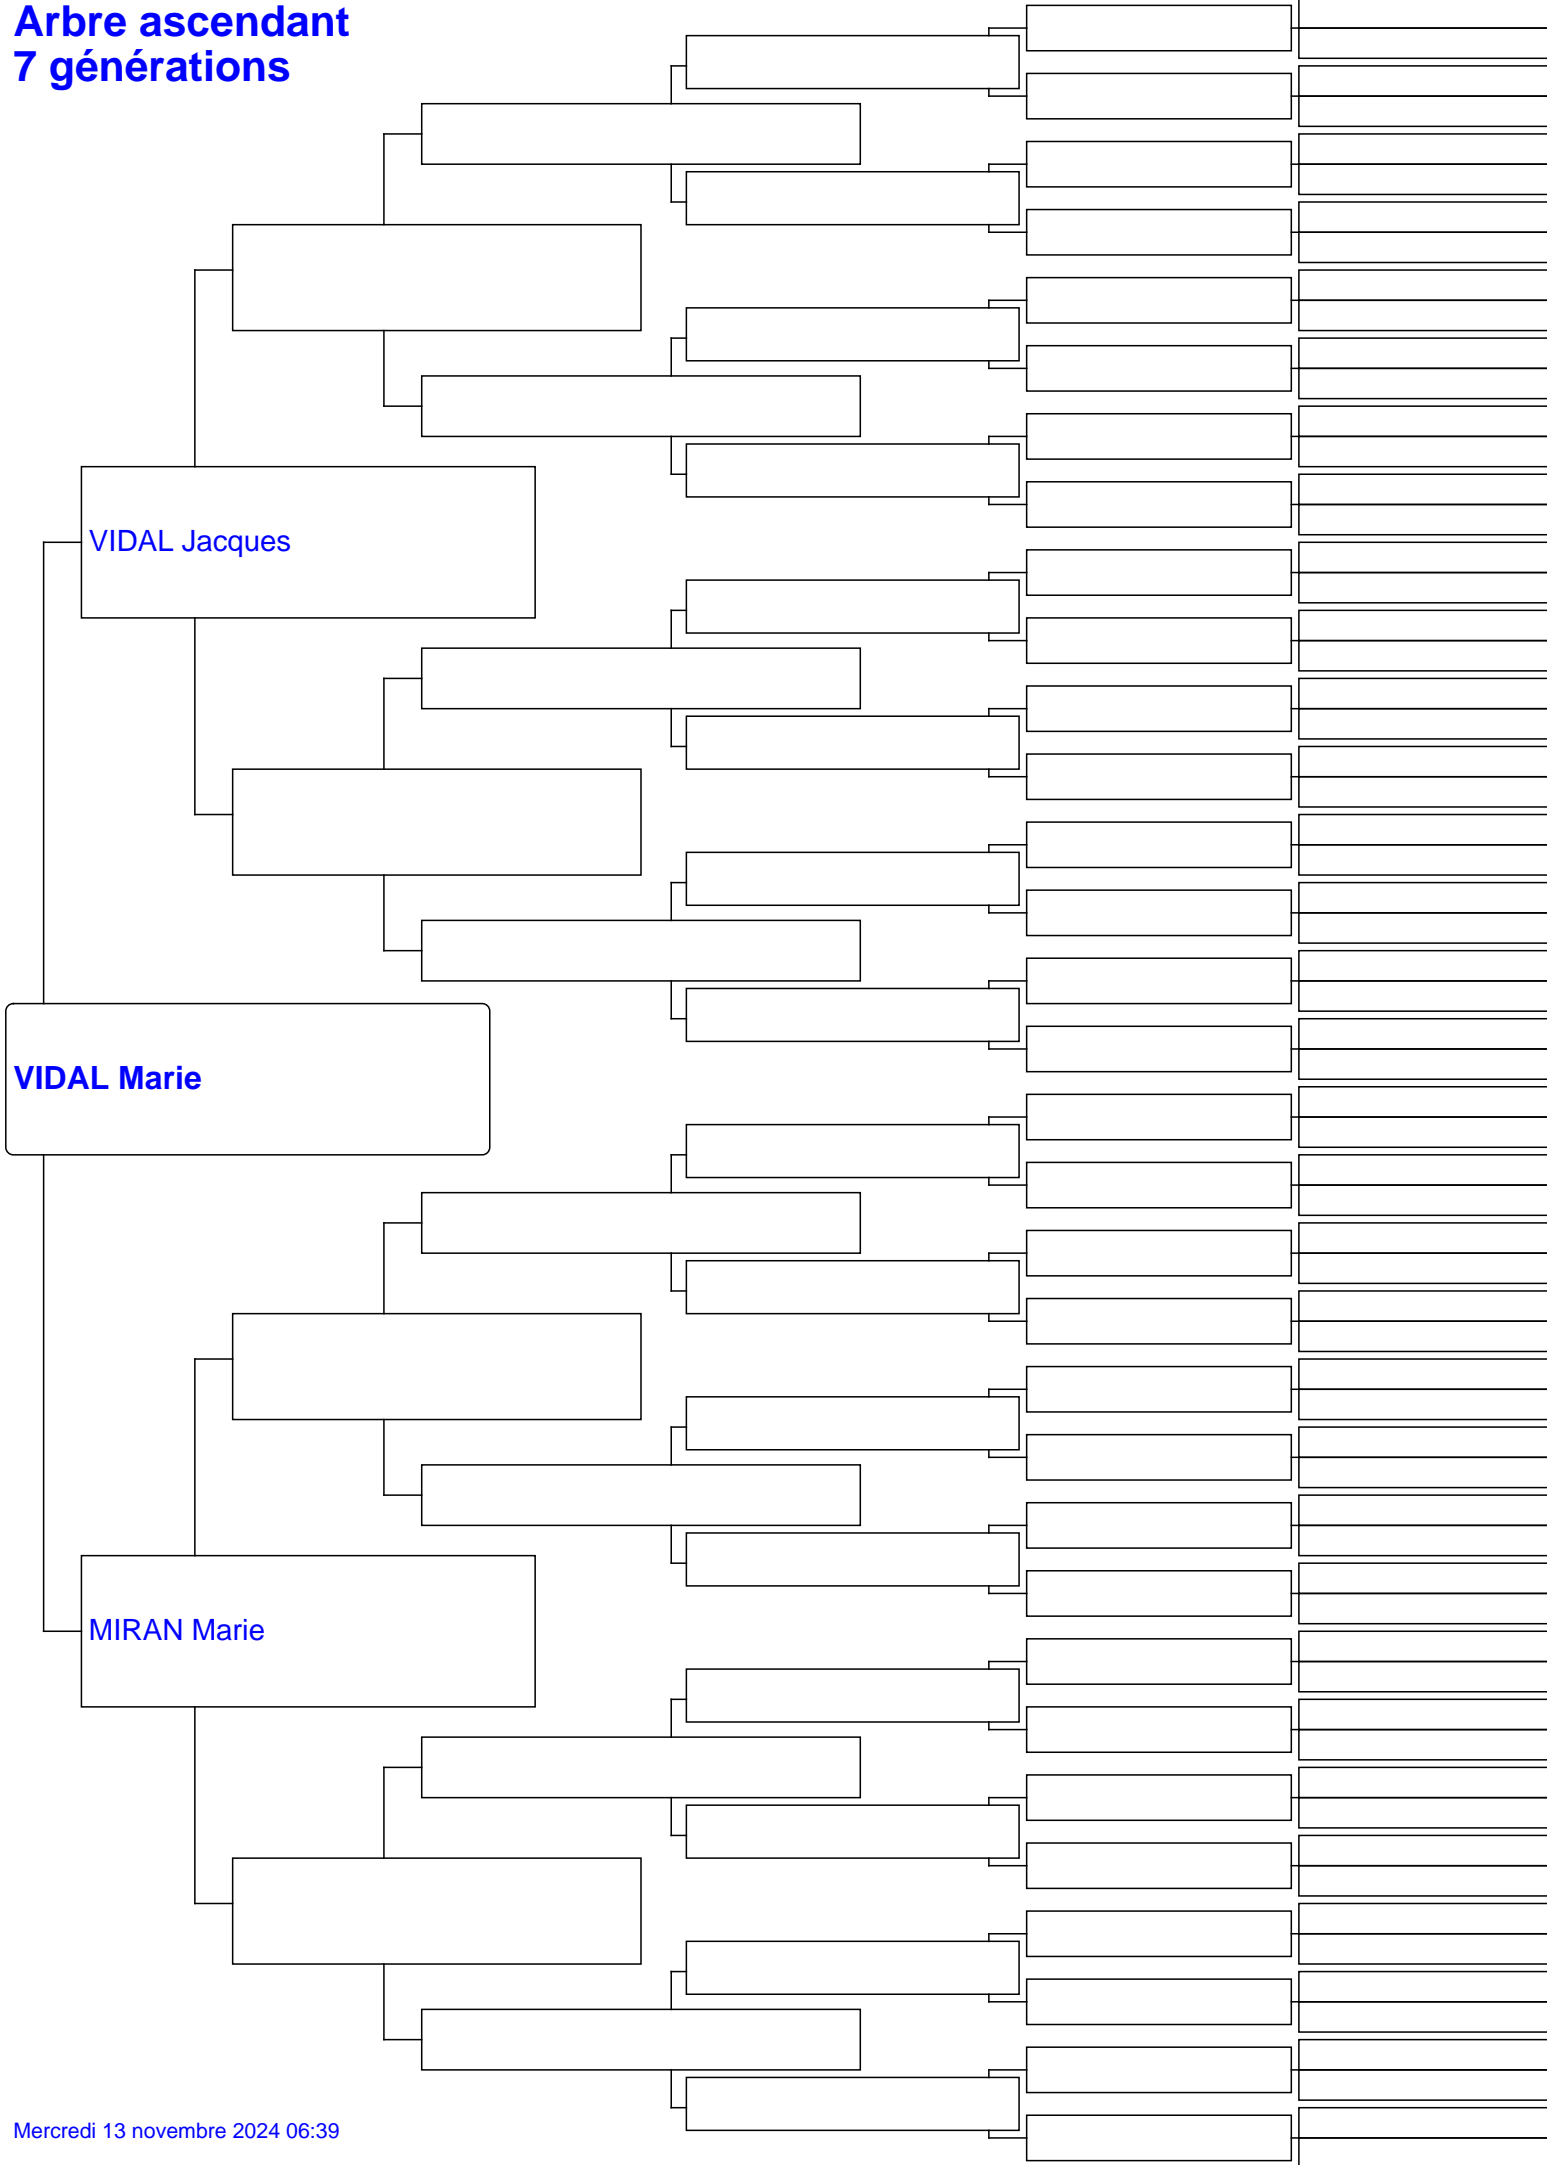 Arbre ascendant
7 générations
VIDAL Jacques
VIDAL Marie
MIRAN Marie
Mercredi 13 novembre 2024 06:39